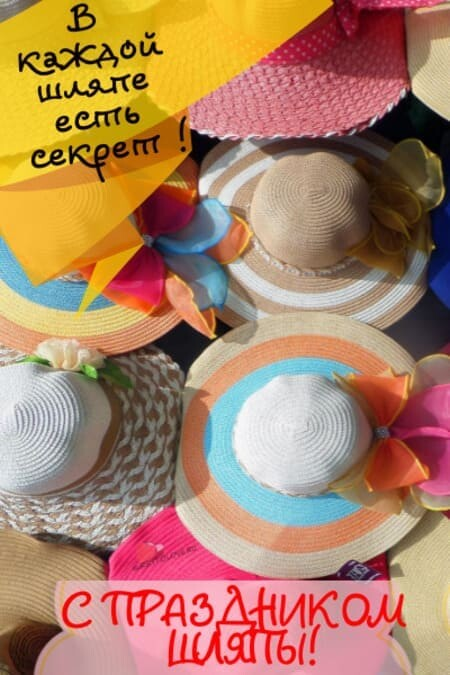 В
каждой
шляпе
есть
секрет !
С ПРАЗДНИКОМ
ШЛЯПЫ!